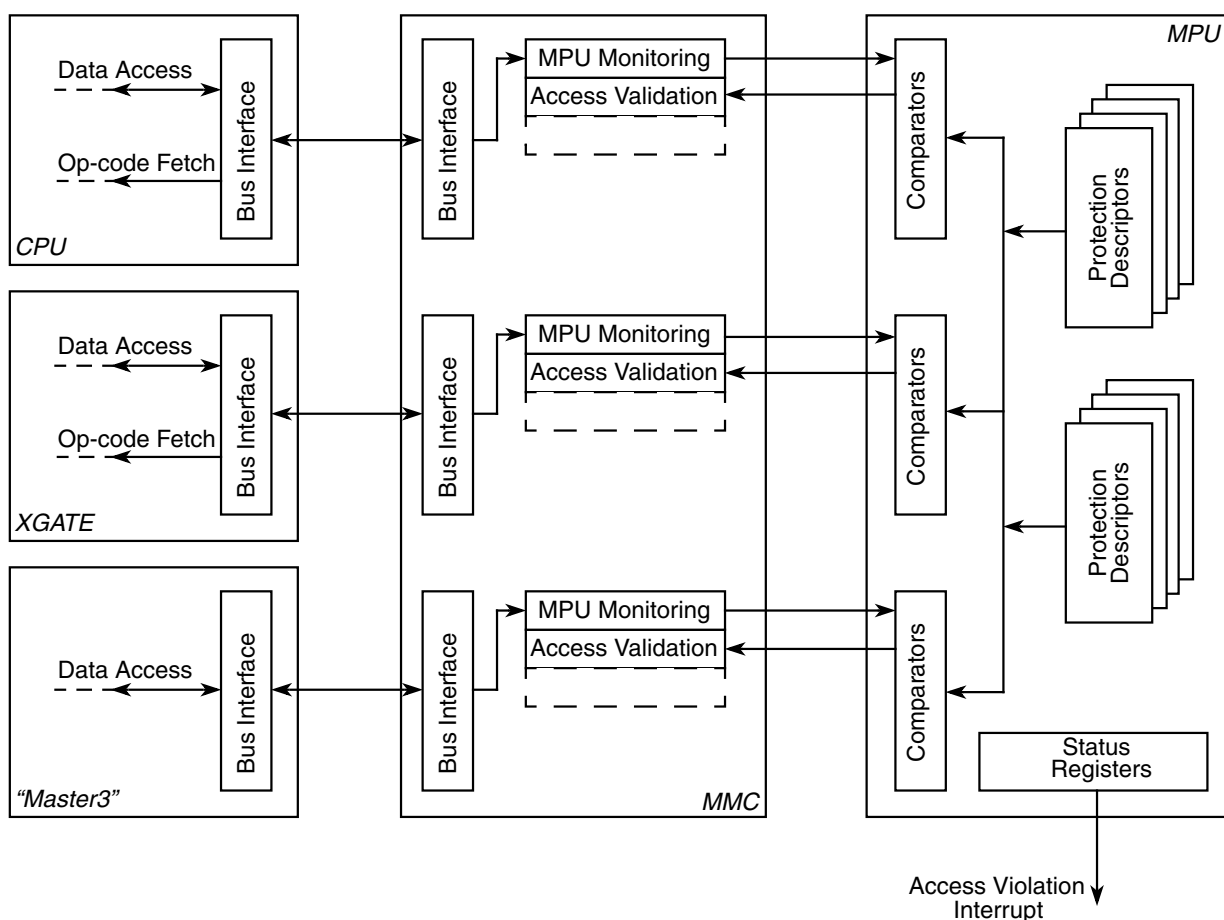 MPU
Data Access
Op-code Fetch
Bus Interface
CPU
Bus Interface
MPU Monitoring
Access Validation
Comparators
Protection
Descriptors
Data Access
Op-code Fetch
Bus Interface
XGATE
Bus Interface
MPU Monitoring
Access Validation
Comparators
Protection
Descriptors
Data Access
Bus Interface
“Master3”
Bus Interface
MPU Monitoring
Access Validation
MMC
Comparators
Status
Registers
Access Violation
Interrupt